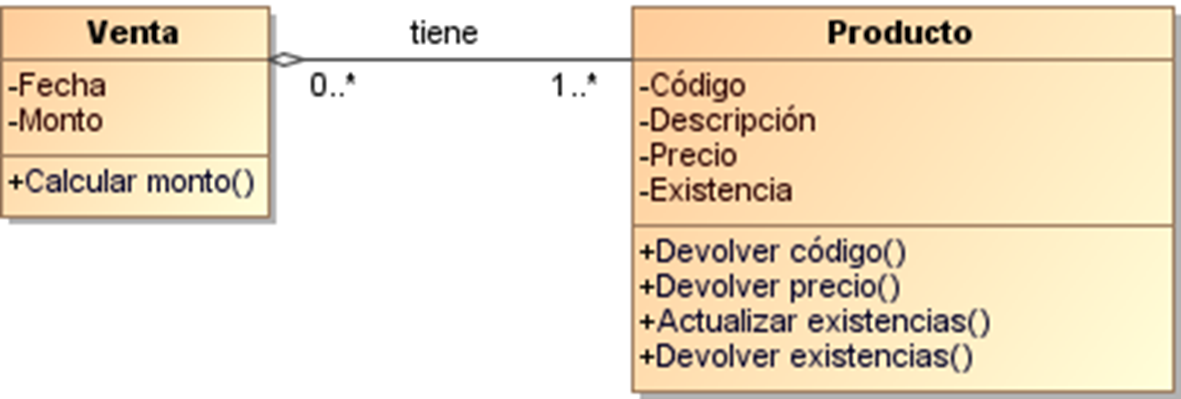 Venta
-Fecha
-Monto
+Calcular monto()
tiene
0..*
1..*
Producto
-Código
-Descripción
-Precio
-Existencia
+Devolver código()
+Devolver precio()
+Actualizar existencias()
+Devolver existencias()